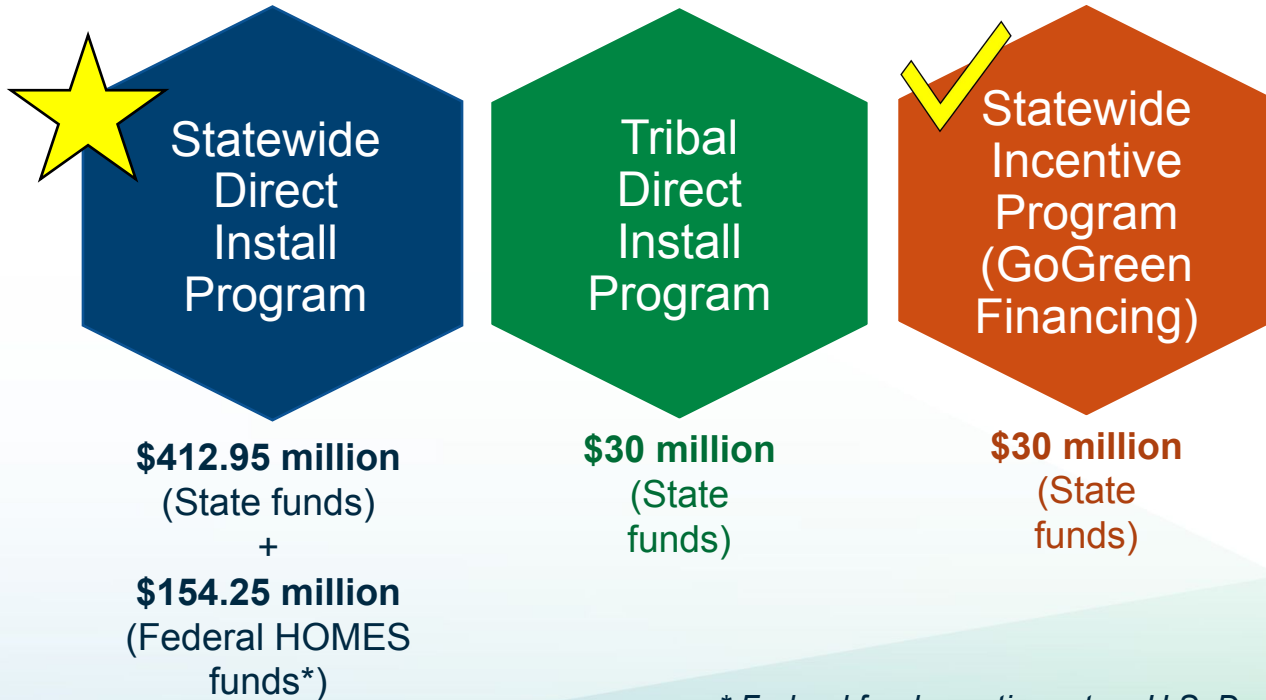 Statewide
Direct
Install
Program
$412.95 million
(State funds)
+
$154.25 million
(Federal HOMES
funds*)
Tribal
Direct
Install
Program
$30 million
(State
funds)
Statewide
Incentive
Program
(GoGreen
Financing)
$30 million
(State
funds)